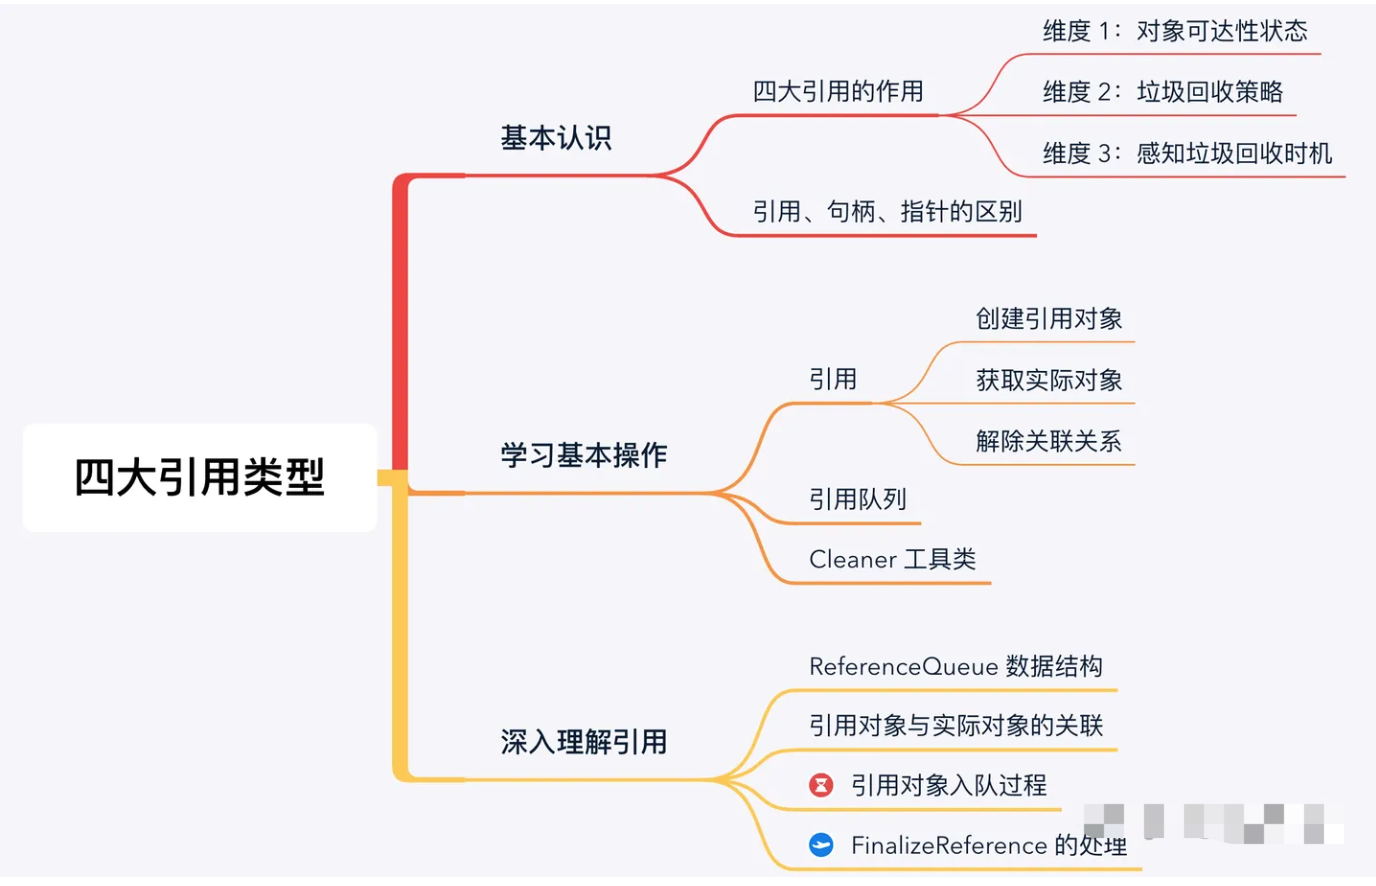 四大引用类型
基本认识
四大引用的作用
维度 1：对象可达性状态
维度 2：垃圾回收策略
维度 3：感知垃圾回收时机
引用、句柄、指针的区别
学习基本操作
引用
创建引用对象
获取实际对象
解除关联关系
引用队列
Cleaner 工具类
深入理解引用
ReferenceQueue 数据结构
引用对象与实际对象的关联
引用对象入队过程
FinalizeReference 的处理